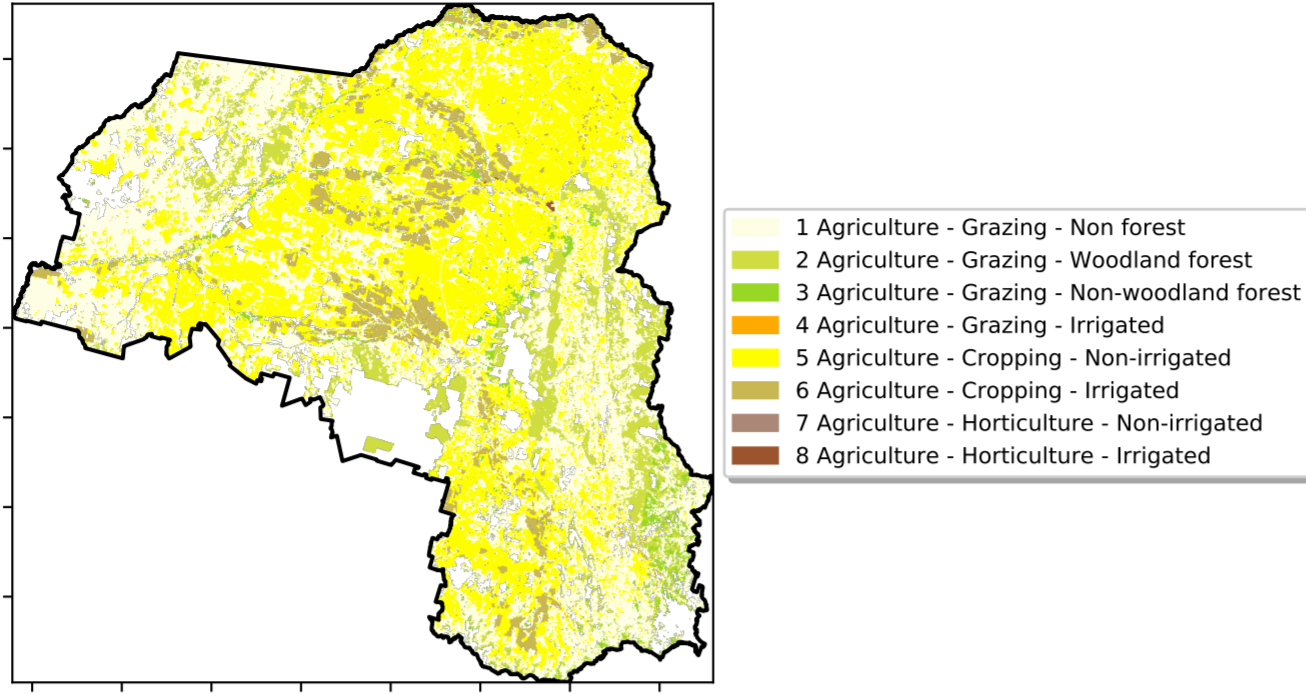 1 Agriculture - Grazing - Non forest
2 Agriculture - Grazing - Woodland forest
3 Agriculture - Grazing - Non-woodland forest
4 Agriculture - Grazing - Irrigated
5 Agriculture - Cropping - Non-irrigated
6 Agriculture - Cropping - Irrigated
7 Agriculture - Horticulture - Non-irrigated
8 Agriculture - Horticulture - Irrigated